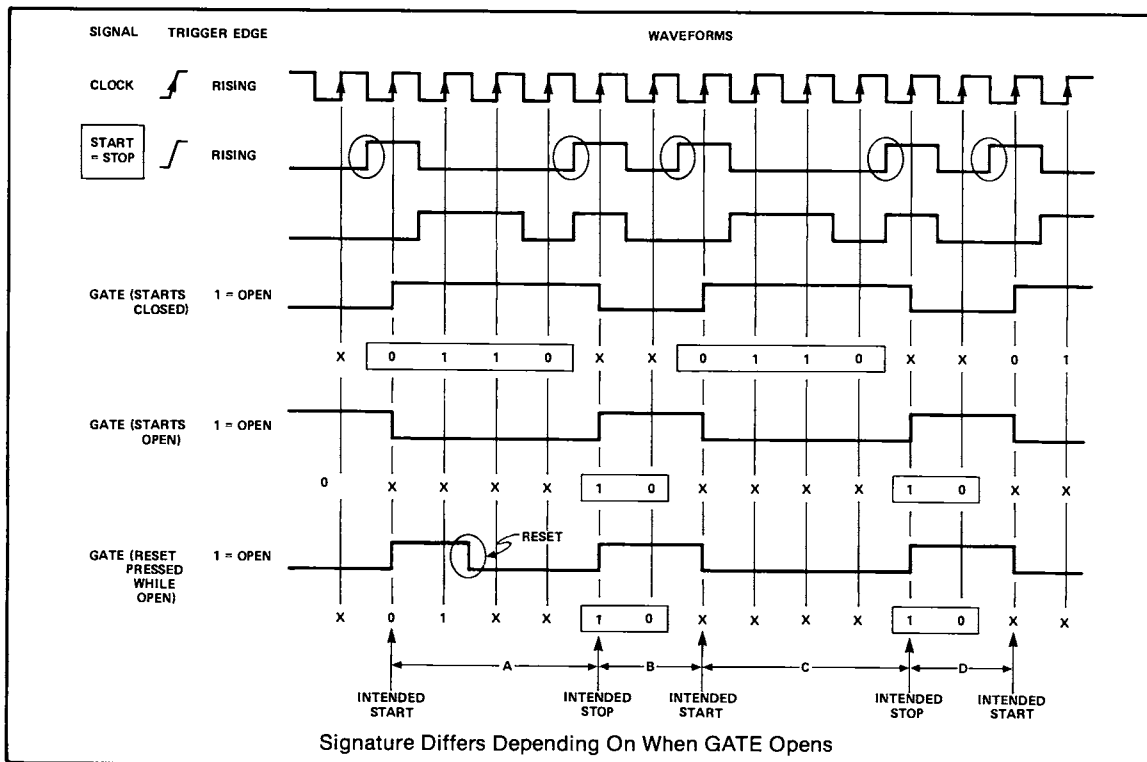 SIGNAL TRIGGER EDGE WAVEFORMS
CLOCK RISING
START
= STOP
RISING
GATE (STARTS
CLOSED)
1 = OPEN
X 0 1 1 0 X X 0 1 1 0 X X 0 1
GATE (STARTS
OPEN)
1 = OPEN
0 X X X X 1 0 X X X X 1 0 X X
GATE (RESET
PRESSED
WHILE
OPEN)
1 = OPEN
RESET
X 0 1 X X 1 0 X X X X 1 0 X X
A B C D
INTENDED
START
INTENDED
STOP
INTENDED
START
INTENDED
STOP
INTENDED
START
Signature Differs Depending On When GATE Opens